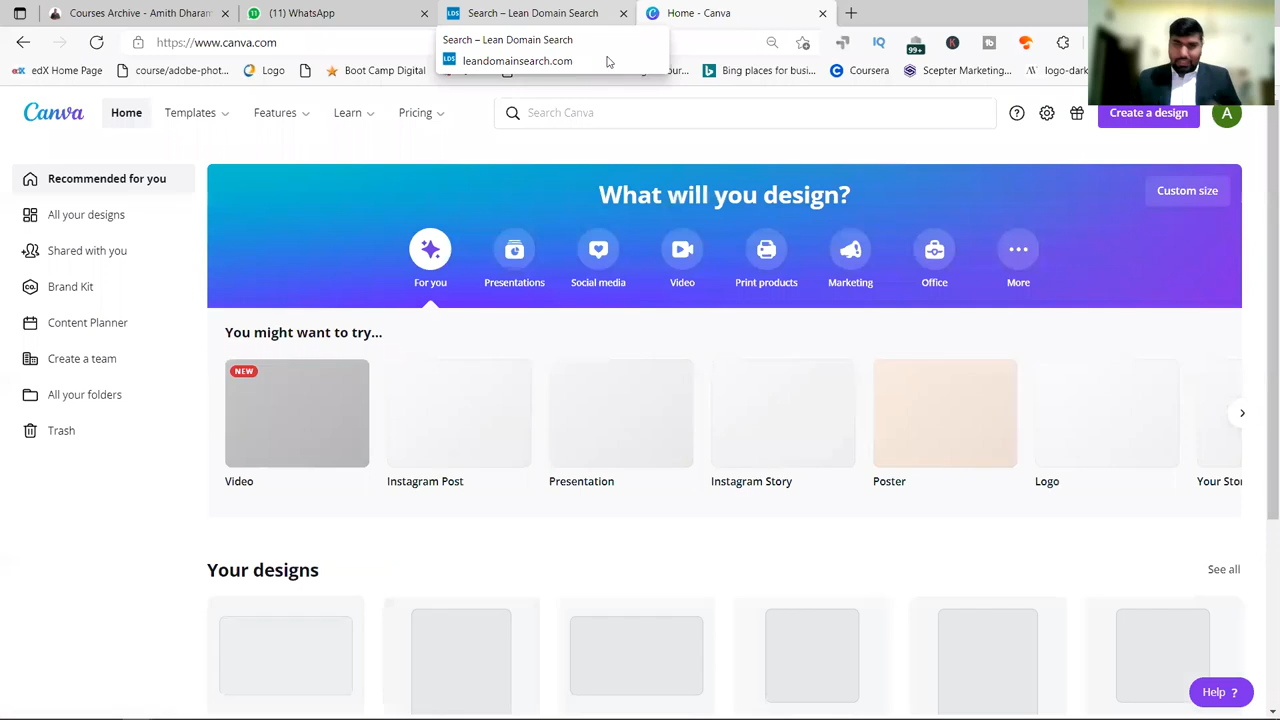 Courses Archive - Amith Dharam
(11) WhatsApp
Search – Lean Domain Search
Home - Canva
https://www.canva.com
Search – Lean Domain Search
leandomainsearch.com
99+
IQ
edX Home Page
course/adobe-phot...
Logo
Boot Camp Digital
Bing places for busi...
Coursera
Scepter Marketing...
logo-dark
Canva
Home
Templates
Features
Learn
Pricing
Search Canva
Create a design
A
Recommended for you
All your designs
Shared with you
Brand Kit
Content Planner
Create a team
All your folders
Trash
What will you design?
Custom size
For you
Presentations
Social media
Video
Print products
Marketing
Office
More
You might want to try...
NEW
Video
Instagram Post
Presentation
Instagram Story
Poster
Logo
Your Stor
Your designs
See all
Help ?